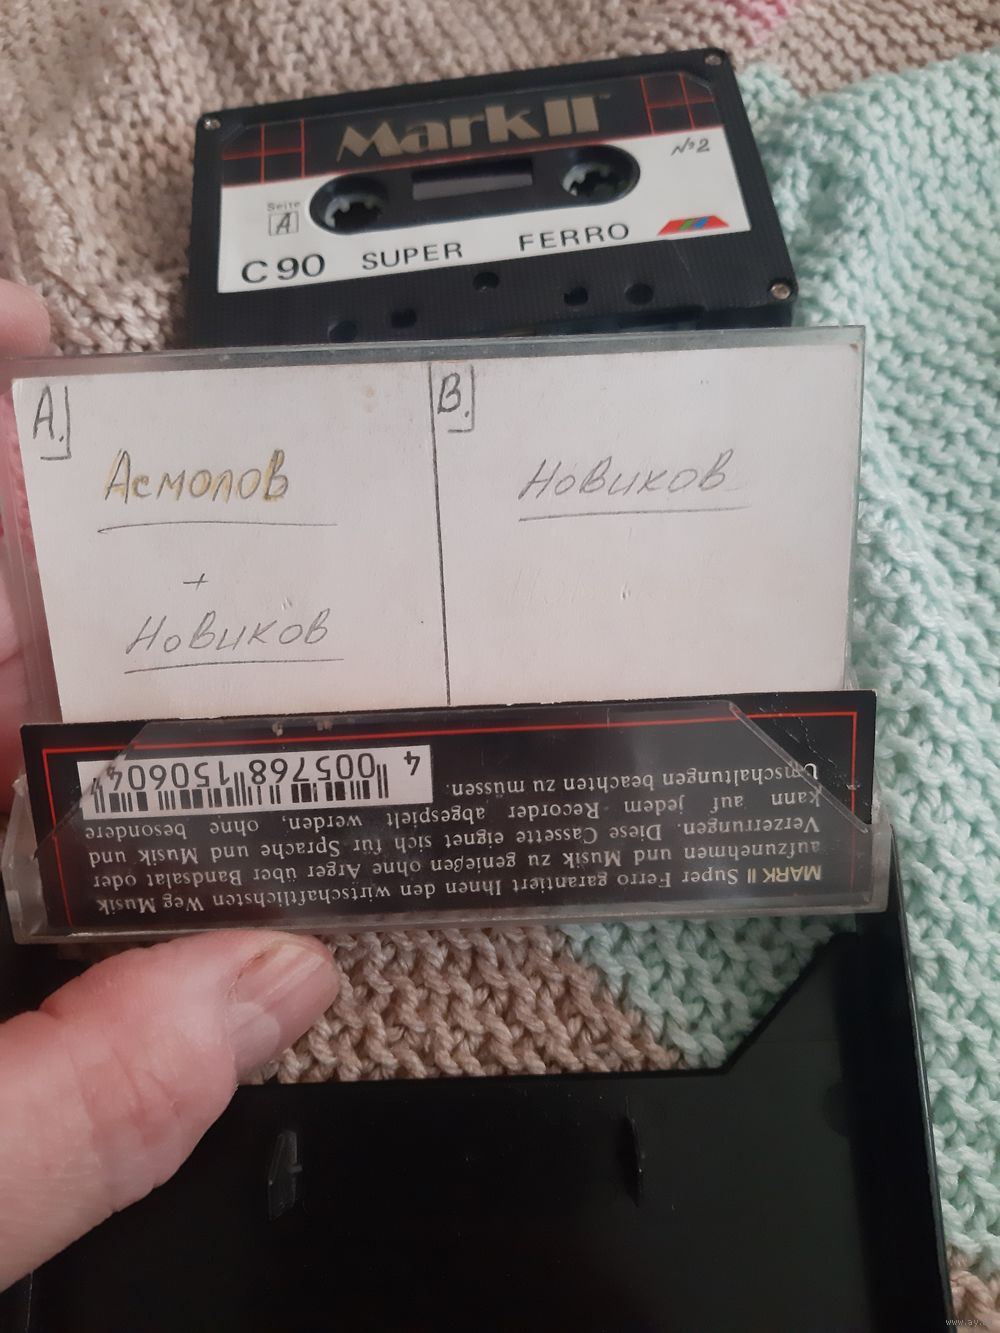 Mark II
№2
Seite
A
C 90 SUPER FERRO
A.
Асмолов
+
Новиков
B.
Новиков
MARK II Super Ferro garantiert Ihnen den wirtschaftlichsten Weg Musik
aufzunehmen und Musik zu genießen ohne Ärger über Bandsalat oder
Verzerrungen. Diese Cassette eignet sich für Sprache und Musik und
kann auf jedem Recorder abgespielt werden, ohne besondere
Umschaltungen beachten zu müssen.
4 005768 150604